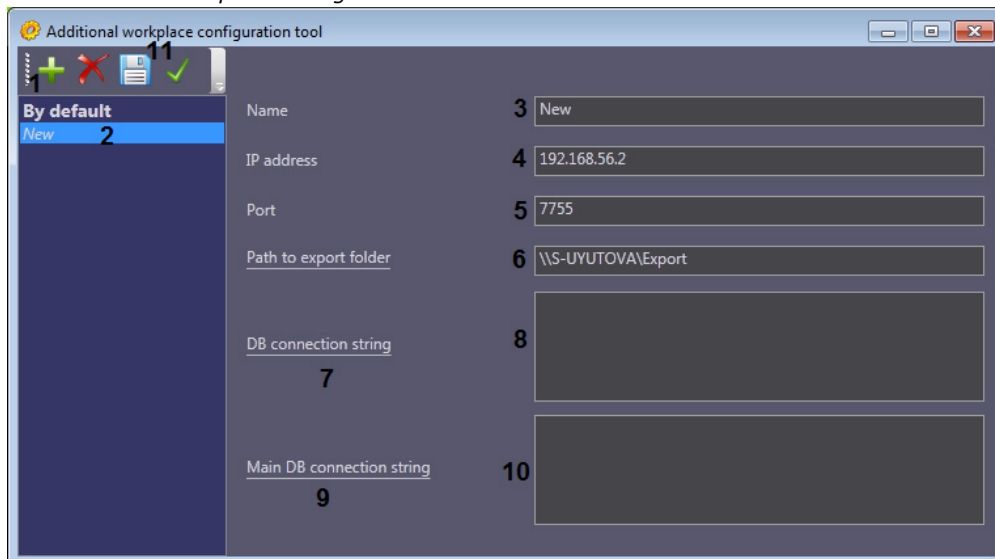 Additional workplace configuration tool
11
1
By default
New 2
Name 3 New
IP address 4 192.168.56.2
Port 5 7755
Path to export folder 6 \\S-UYUTOVA\Export
DB connection string 8
7
Main DB connection string 10
9